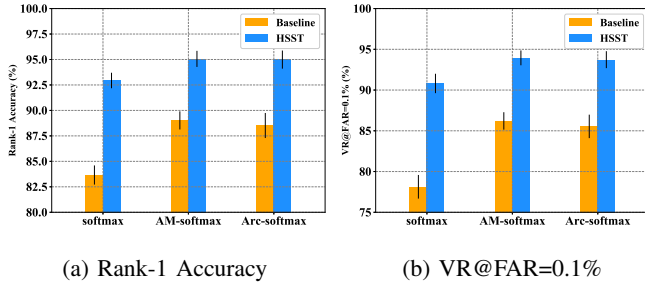 100.0
97.5
95.0
92.5
90.0
87.5
85.0
82.5
80.0
Rank-1 Accuracy (%)
Baseline
HSST
softmax AM-softmax Arc-softmax
(a) Rank-1 Accuracy
100
95
90
85
80
75
VR@FAR=0.1% (%)
Baseline
HSST
softmax AM-softmax Arc-softmax
(b) VR@FAR=0.1%